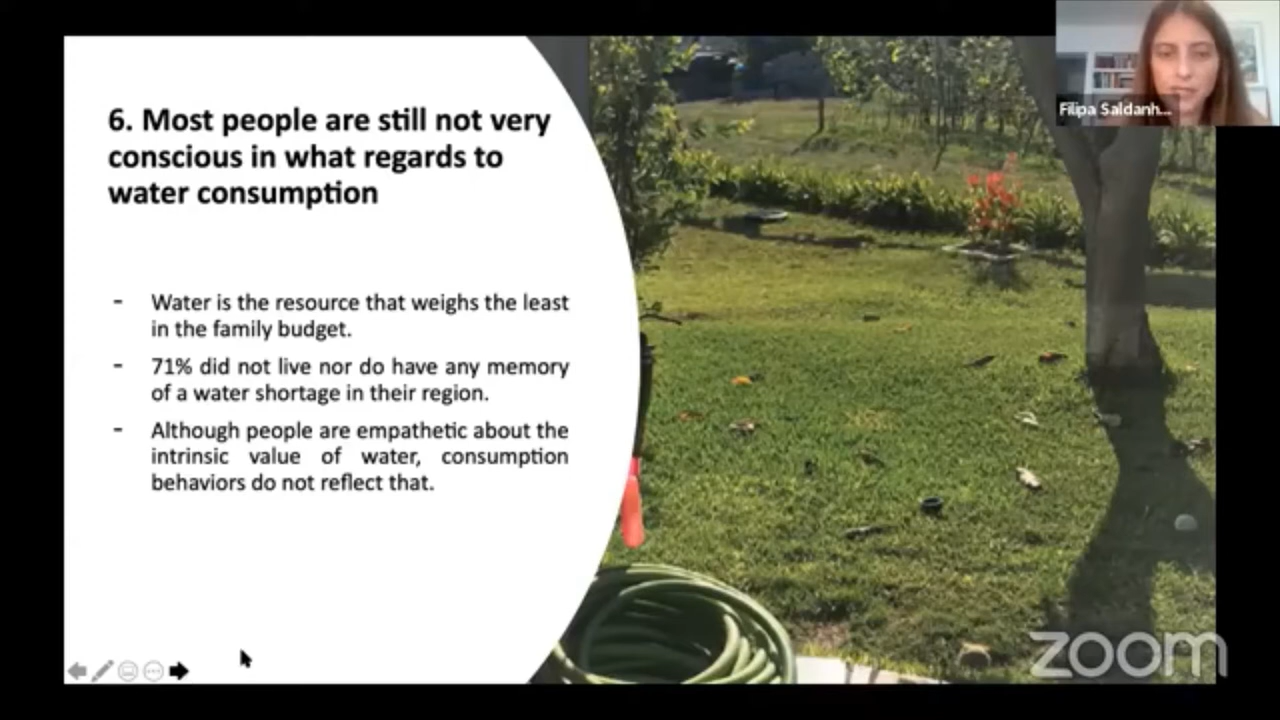 6. Most people are still not very
conscious in what regards to
water consumption
- Water is the resource that weighs the least
in the family budget.
- 71% did not live nor do have any memory
of a water shortage in their region.
- Although people are empathetic about the
intrinsic value of water, consumption
behaviors do not reflect that.
Filipa Saldanh...
zoom